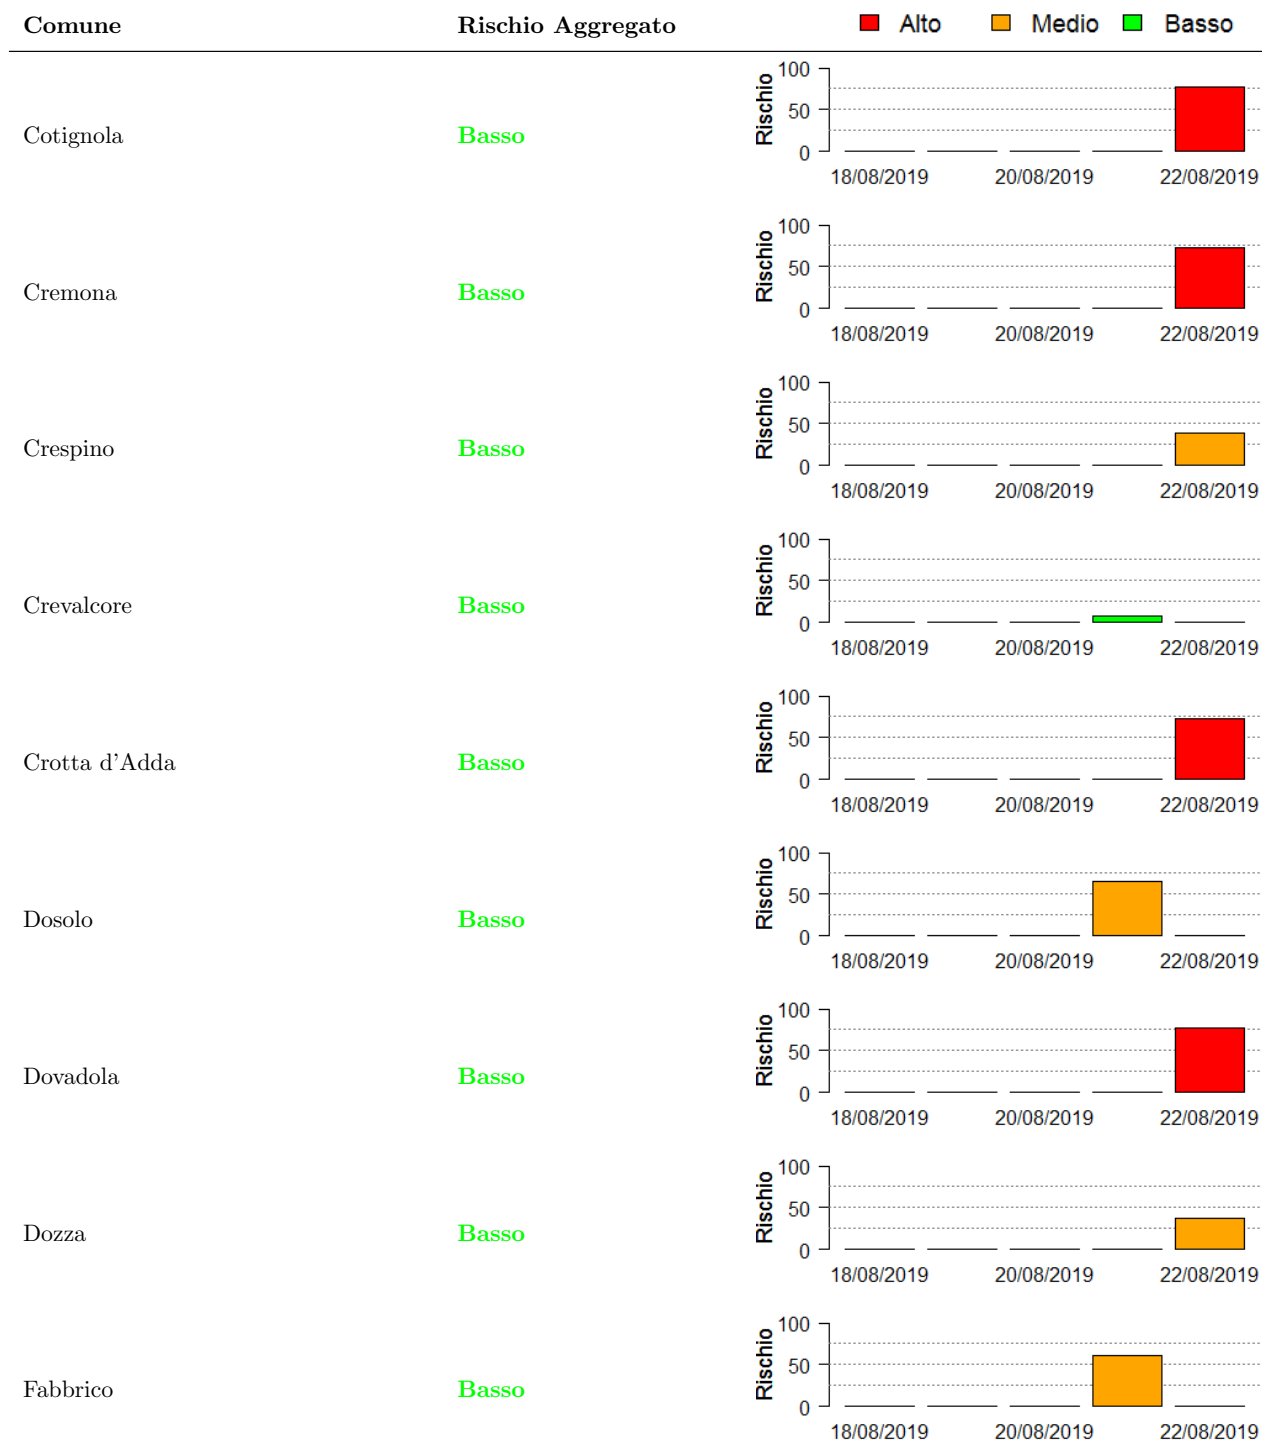 Comune Rischio Aggregato Alto Medio Basso
Cotignola Basso
Rischio
100
50
0
18/08/2019 20/08/2019 22/08/2019
Cremona Basso
Rischio
100
50
0
18/08/2019 20/08/2019 22/08/2019
Crespino Basso
Rischio
100
50
0
18/08/2019 20/08/2019 22/08/2019
Crevalcore Basso
Rischio
100
50
0
18/08/2019 20/08/2019 22/08/2019
Crotta d'Adda Basso
Rischio
100
50
0
18/08/2019 20/08/2019 22/08/2019
Dosolo Basso
Rischio
100
50
0
18/08/2019 20/08/2019 22/08/2019
Dovadola Basso
Rischio
100
50
0
18/08/2019 20/08/2019 22/08/2019
Dozza Basso
Rischio
100
50
0
18/08/2019 20/08/2019 22/08/2019
Fabbrico Basso
Rischio
100
50
0
18/08/2019 20/08/2019 22/08/2019